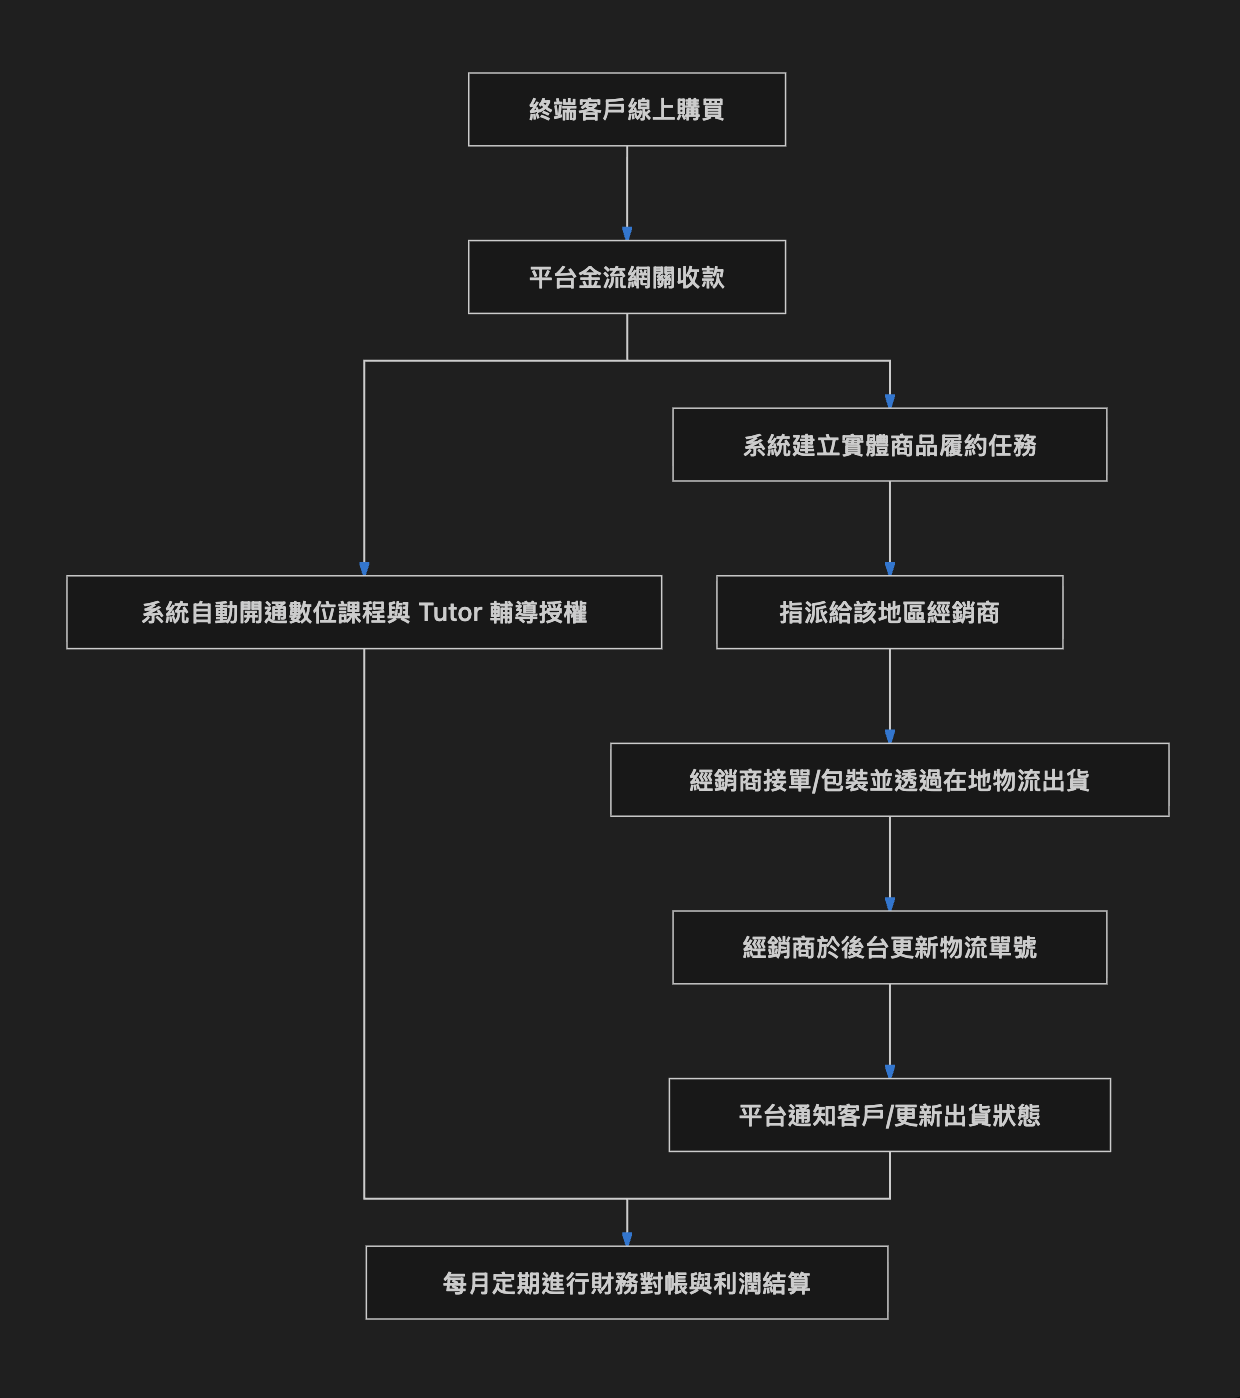 終端客戶線上購買
平台金流網關收款
系統建立實體商品履約任務
系統自動開通數位課程與 Tutor 輔導授權
指派給該地區經銷商
經銷商接單/包裝並透過在地物流出貨
經銷商於後台更新物流單號
平台通知客戶/更新出貨狀態
每月定期進行財務對帳與利潤結算